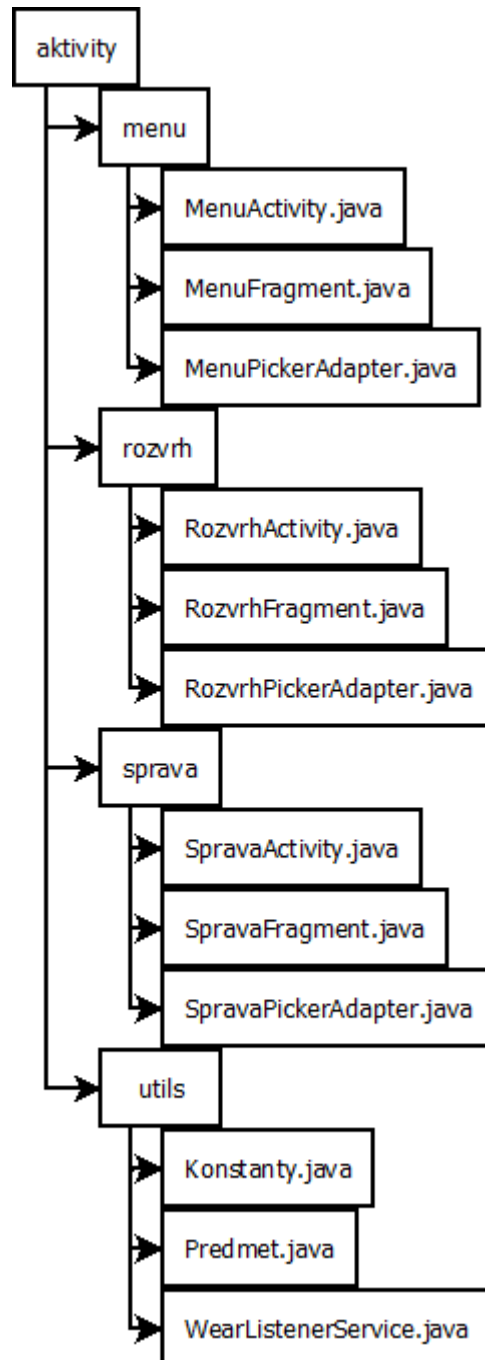 aktivity
menu
MenuActivity.java
MenuFragment.java
MenuPickerAdapter.java
rozvrh
RozvrhActivity.java
RozvrhFragment.java
RozvrhPickerAdapter.java
sprava
SpravaActivity.java
SpravaFragment.java
SpravaPickerAdapter.java
utils
Konstanty.java
Predmet.java
WearListenerService.java